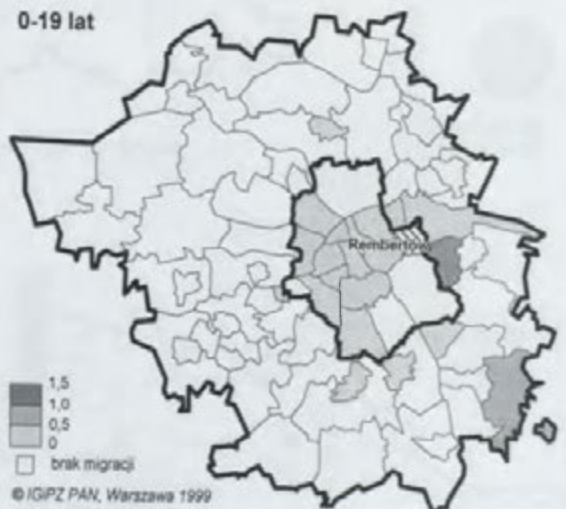 0-19 lat
Rembertów
1,5
1,0
0,5
0
brak migracji
© IGiPZ PAN, Warszawa 1999